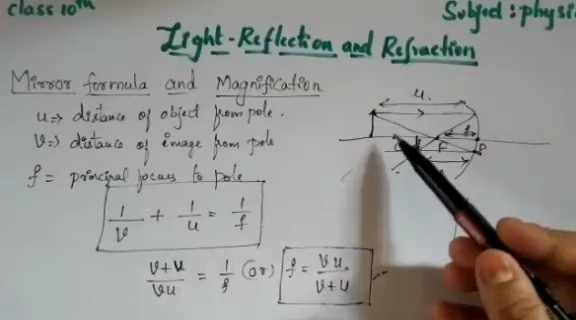 class 10th
Subject: physi
Light-Reflection and Refraction
Mirror formula and Magnification
u => distance of object from pole.
v => distance of image from pole
f = principal focus to pole
1/v + 1/u = 1/f
v+u/vu = 1/f (or) f = vu/v+u
u
f
C
F
P